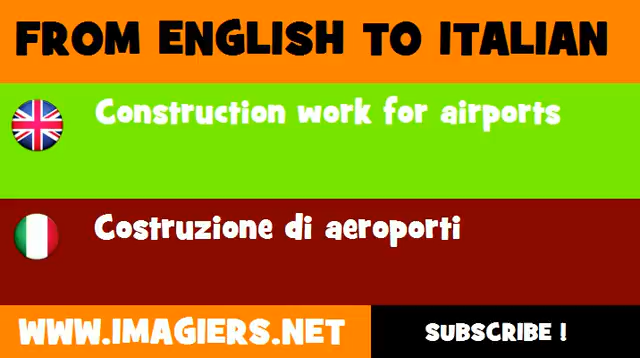 FROM ENGLISH TO ITALIAN
Construction work for airports
Costruzione di aeroporti
WWW.IMAGIERS.NET
SUBSCRIBE !